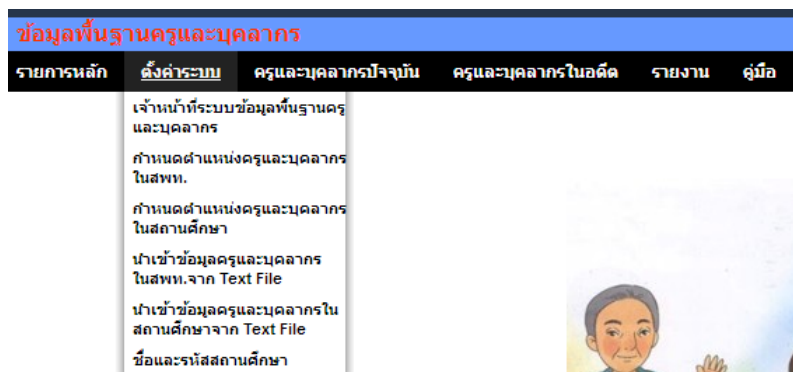 ข้อมูลพื้นฐานครูและบุคลากร
รายการหลัก ตั้งค่าระบบ ครูและบุคลากรปัจจุบัน ครูและบุคลากรในอดีต รายงาน คู่มือ
เจ้าหน้าที่ระบบข้อมูลพื้นฐานครู
และบุคลากร
กำหนดตำแหน่งครูและบุคลากร
ในสพท.
กำหนดตำแหน่งครูและบุคลากร
ในสถานศึกษา
นำเข้าข้อมูลครูและบุคลากร
ในสพท.จาก Text File
นำเข้าข้อมูลครูและบุคลากรใน
สถานศึกษาจาก Text File
ชื่อและรหัสสถานศึกษา